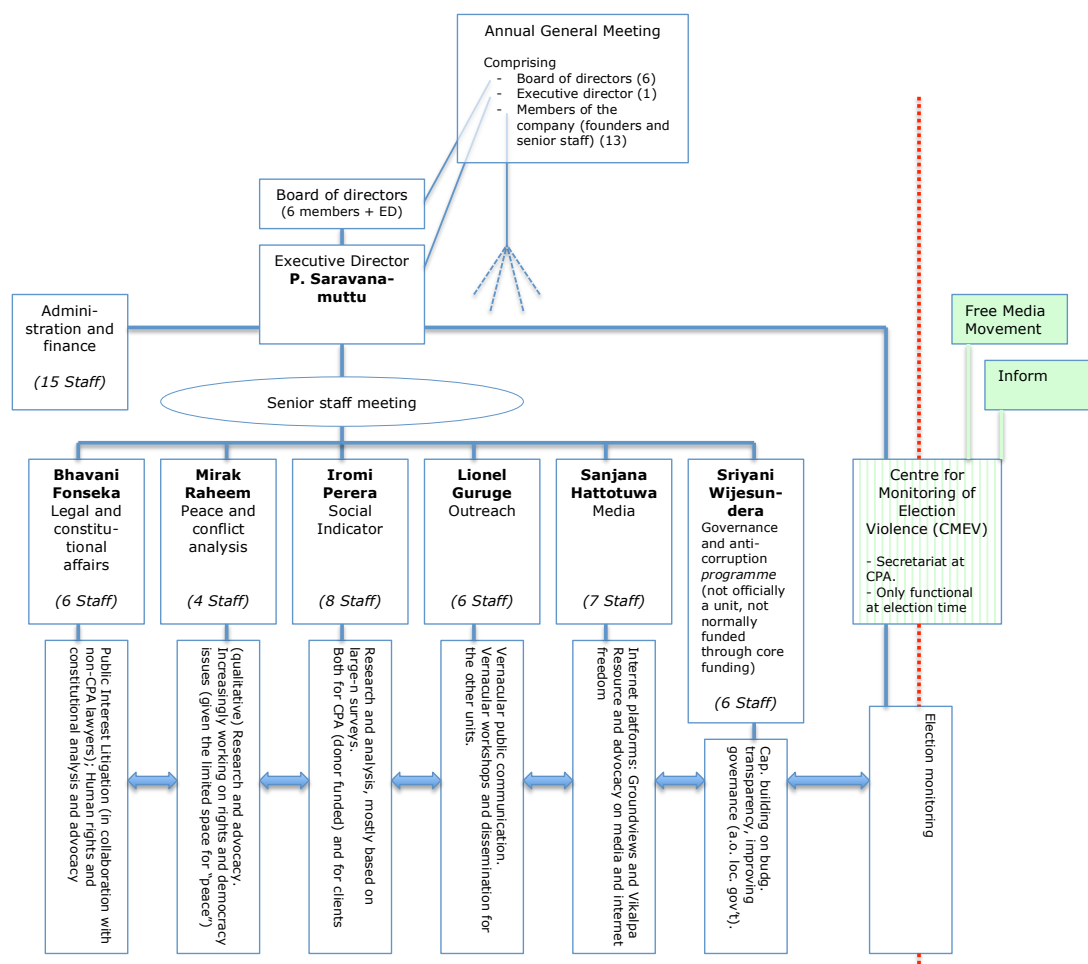 Annual General Meeting
Comprising
- Board of directors (6)
- Executive director (1)
- Members of the
company (founders and
senior staff) (13)
Board of directors
(6 members + ED)
Executive Director
P. Saravana-
muttu
Admini-
stration and
finance
(15 Staff)
Free Media
Movement
Inform
Senior staff meeting
Bhavani
Fonseka
Legal and
constitu-
tional
affairs
(6 Staff)
Mirak
Raheem
Peace and
conflict
analysis
(4 Staff)
Iromi
Perera
Social
Indicator
(8 Staff)
Lionel
Guruge
Outreach
(6 Staff)
Sanjana
Hattotuwa
Media
(7 Staff)
Sriyani
Wijesun-
dera
Governance
and anti-
corruption
programme
(not officially
a unit, not
normally
funded
through core
funding)
(6 Staff)
Centre for
Monitoring of
Election
Violence (CMEV)
- Secretariat at
CPA.
- Only functional
at election time
Public Interest Litigation (in collaboration with
non-CPA lawyers); Human rights and
constitutional analysis and advocacy
(qualitative) Research and advocacy.
Increasingly working on rights and democracy
issues (given the limited space for “peace”)
Research and analysis, mostly based on
large-n surveys.
Both for CPA (donor funded) and for clients
Vernacular public communication.
Vernacular workshops and dissemination for
the other units.
Internet platforms: Groundviews and Vikalpa
Resource and advocacy on media and internet
freedom
Cap. building on budg.
transparency, improving
governance (a.o. loc. gov’t).
Election monitoring